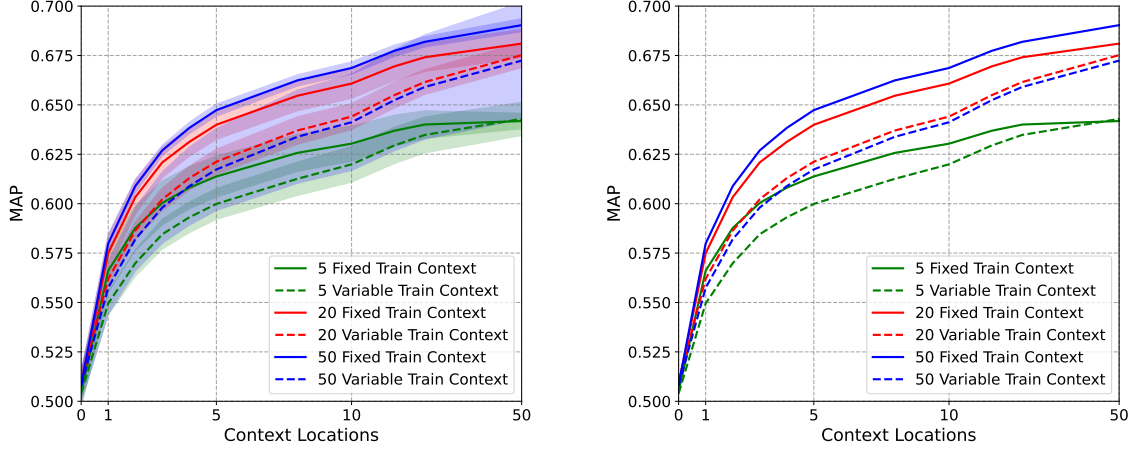 0.700
0.675
0.650
0.625
0.600
0.575
0.550
0.525
0.500
MAP
5 Fixed Train Context
5 Variable Train Context
20 Fixed Train Context
20 Variable Train Context
50 Fixed Train Context
50 Variable Train Context
0 1 5 10 50
Context Locations
0.700
0.675
0.650
0.625
0.600
0.575
0.550
0.525
0.500
MAP
5 Fixed Train Context
5 Variable Train Context
20 Fixed Train Context
20 Variable Train Context
50 Fixed Train Context
50 Variable Train Context
0 1 5 10 50
Context Locations